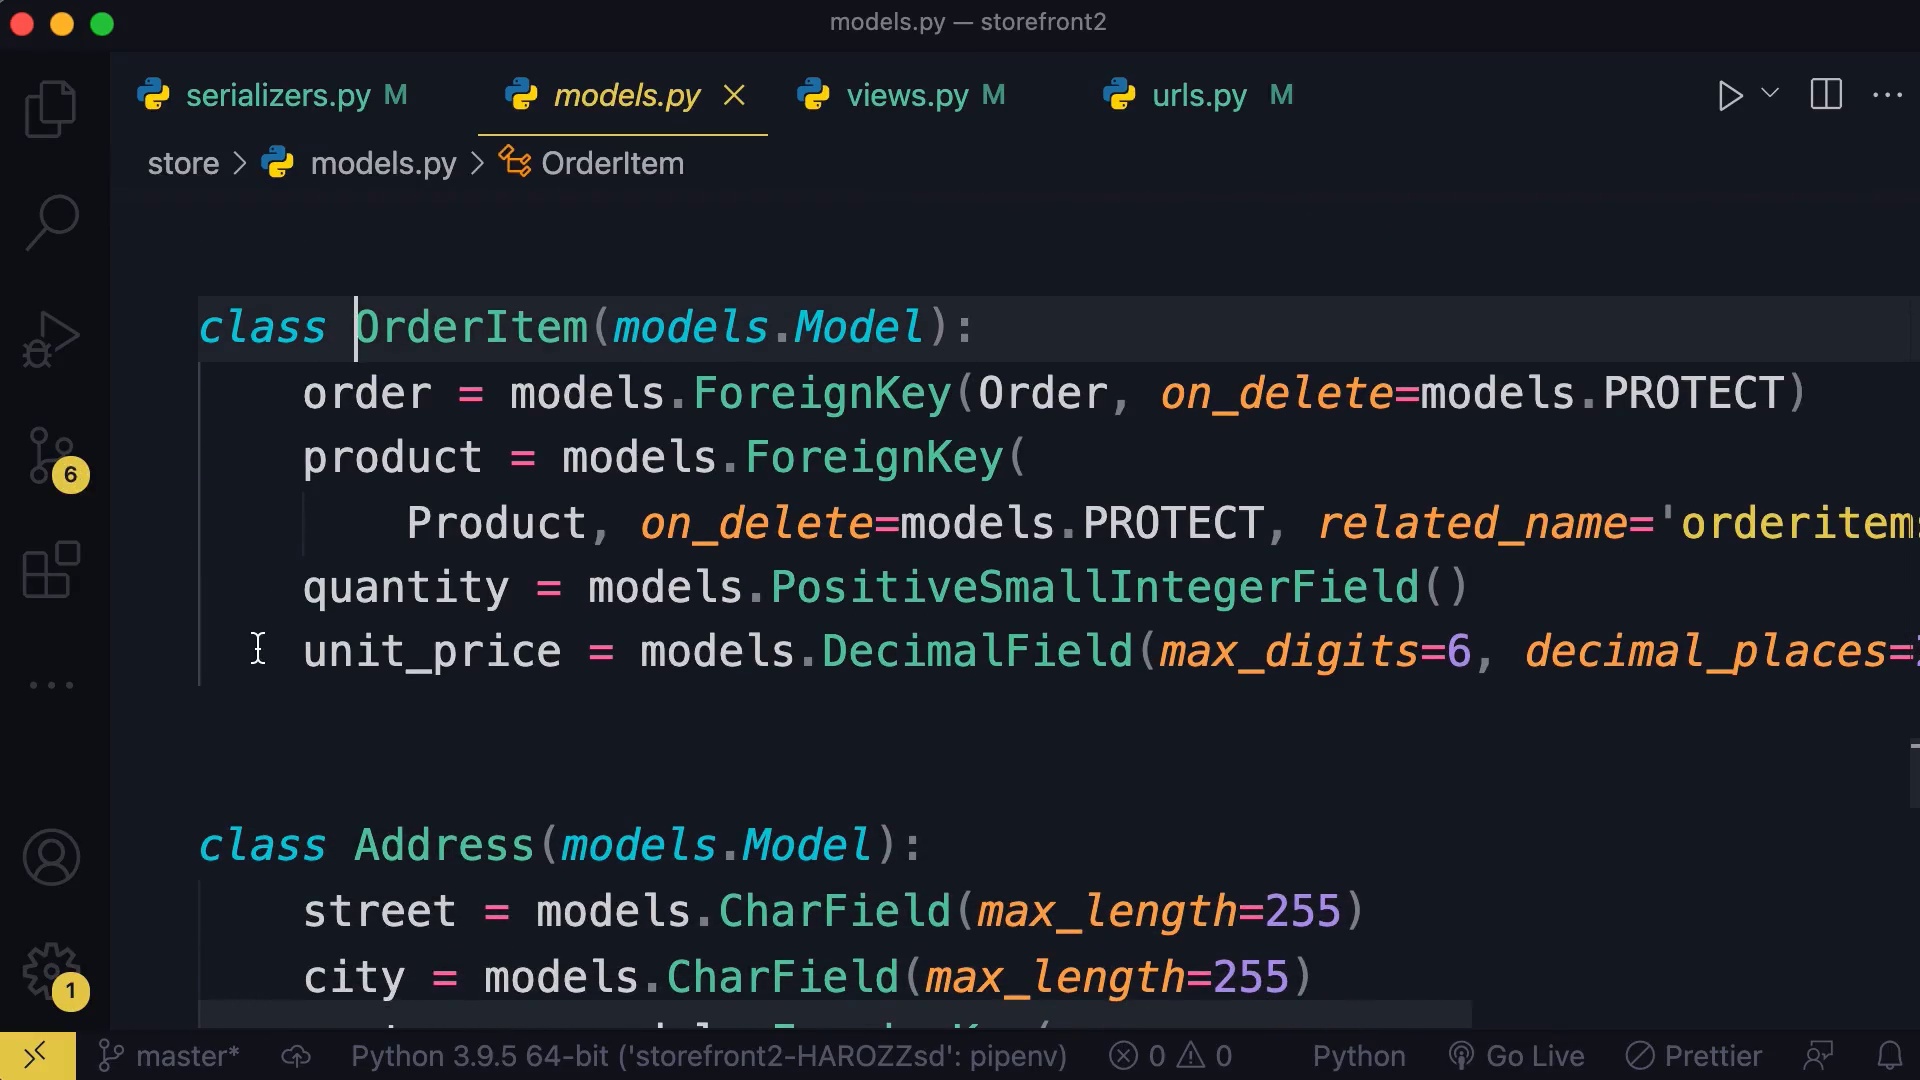 models.py — storefront2
serializers.py M models.py views.py M urls.py M
store > models.py > OrderItem
class OrderItem(models.Model):
order = models.ForeignKey(Order, on_delete=models.PROTECT)
product = models.ForeignKey(
Product, on_delete=models.PROTECT, related_name='orderitem
quantity = models.PositiveSmallIntegerField()
unit_price = models.DecimalField(max_digits=6, decimal_places=
class Address(models.Model):
street = models.CharField(max_length=255)
city = models.CharField(max_length=255)
6
1
master* Python 3.9.5 64-bit ('storefront2-HAROZZsd': pipenv) 0 0 Python Go Live Prettier